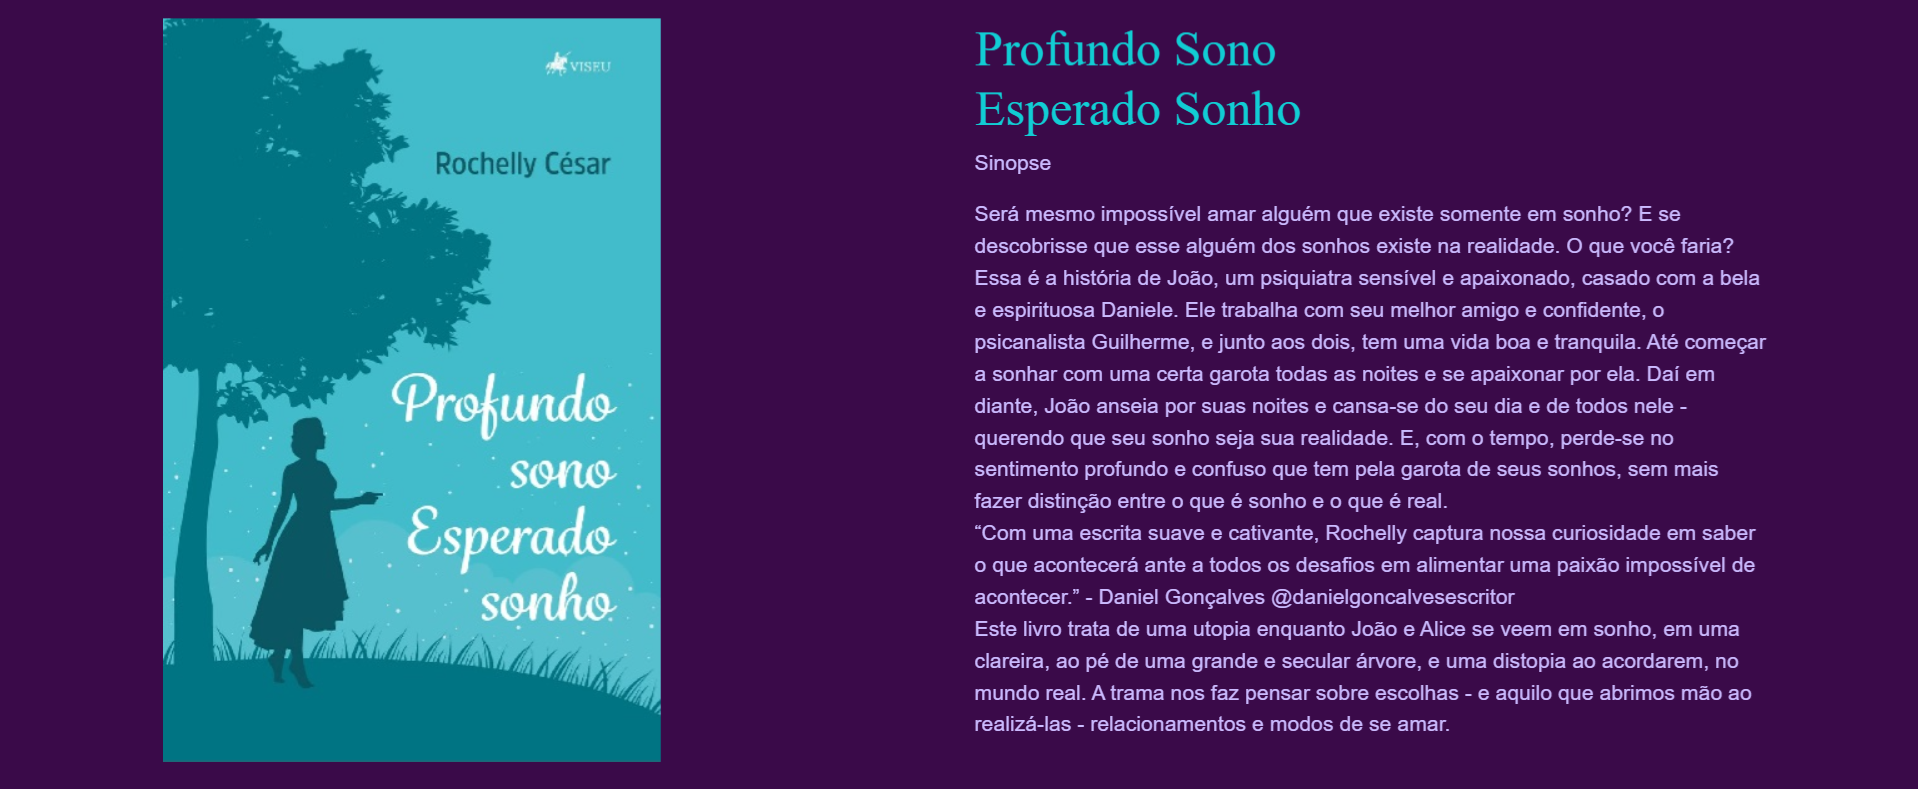 VISEU
Rochelly César
Profundo
sono
Esperado
sonho
Profundo Sono
Esperado Sonho
Sinopse
Será mesmo impossível amar alguém que existe somente em sonho? E se
descobrisse que esse alguém dos sonhos existe na realidade. O que você faria?
Essa é a história de João, um psiquiatra sensível e apaixonado, casado com a bela
e espirituosa Daniele. Ele trabalha com seu melhor amigo e confidente, o
psicanalista Guilherme, e junto aos dois, tem uma vida boa e tranquila. Até começar
a sonhar com uma certa garota todas as noites e se apaixonar por ela. Daí em
diante, João anseia por suas noites e cansa-se do seu dia e de todos nele -
querendo que seu sonho seja sua realidade. E, com o tempo, perde-se no
sentimento profundo e confuso que tem pela garota de seus sonhos, sem mais
fazer distinção entre o que é sonho e o que é real.
“Com uma escrita suave e cativante, Rochelly captura nossa curiosidade em saber
o que acontecerá ante a todos os desafios em alimentar uma paixão impossível de
acontecer.” - Daniel Gonçalves @danielgoncalvesescritor
Este livro trata de uma utopia enquanto João e Alice se veem em sonho, em uma
clareira, ao pé de uma grande e secular árvore, e uma distopia ao acordarem, no
mundo real. A trama nos faz pensar sobre escolhas - e aquilo que abrimos mão ao
realizá-las - relacionamentos e modos de se amar.